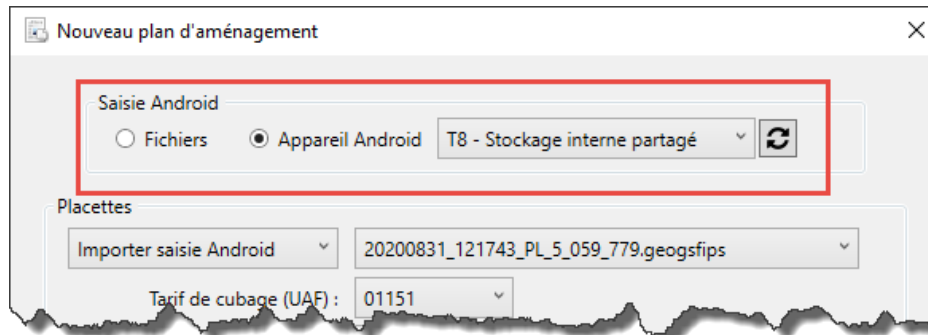 Nouveau plan d'aménagement
Saisie Android
Fichiers Appareil Android T8 - Stockage interne partagé
Placettes
Importer saisie Android 20200831_121743_PL_5_059_779.geogsfips
Tarif de cubage (UAF) : 01151